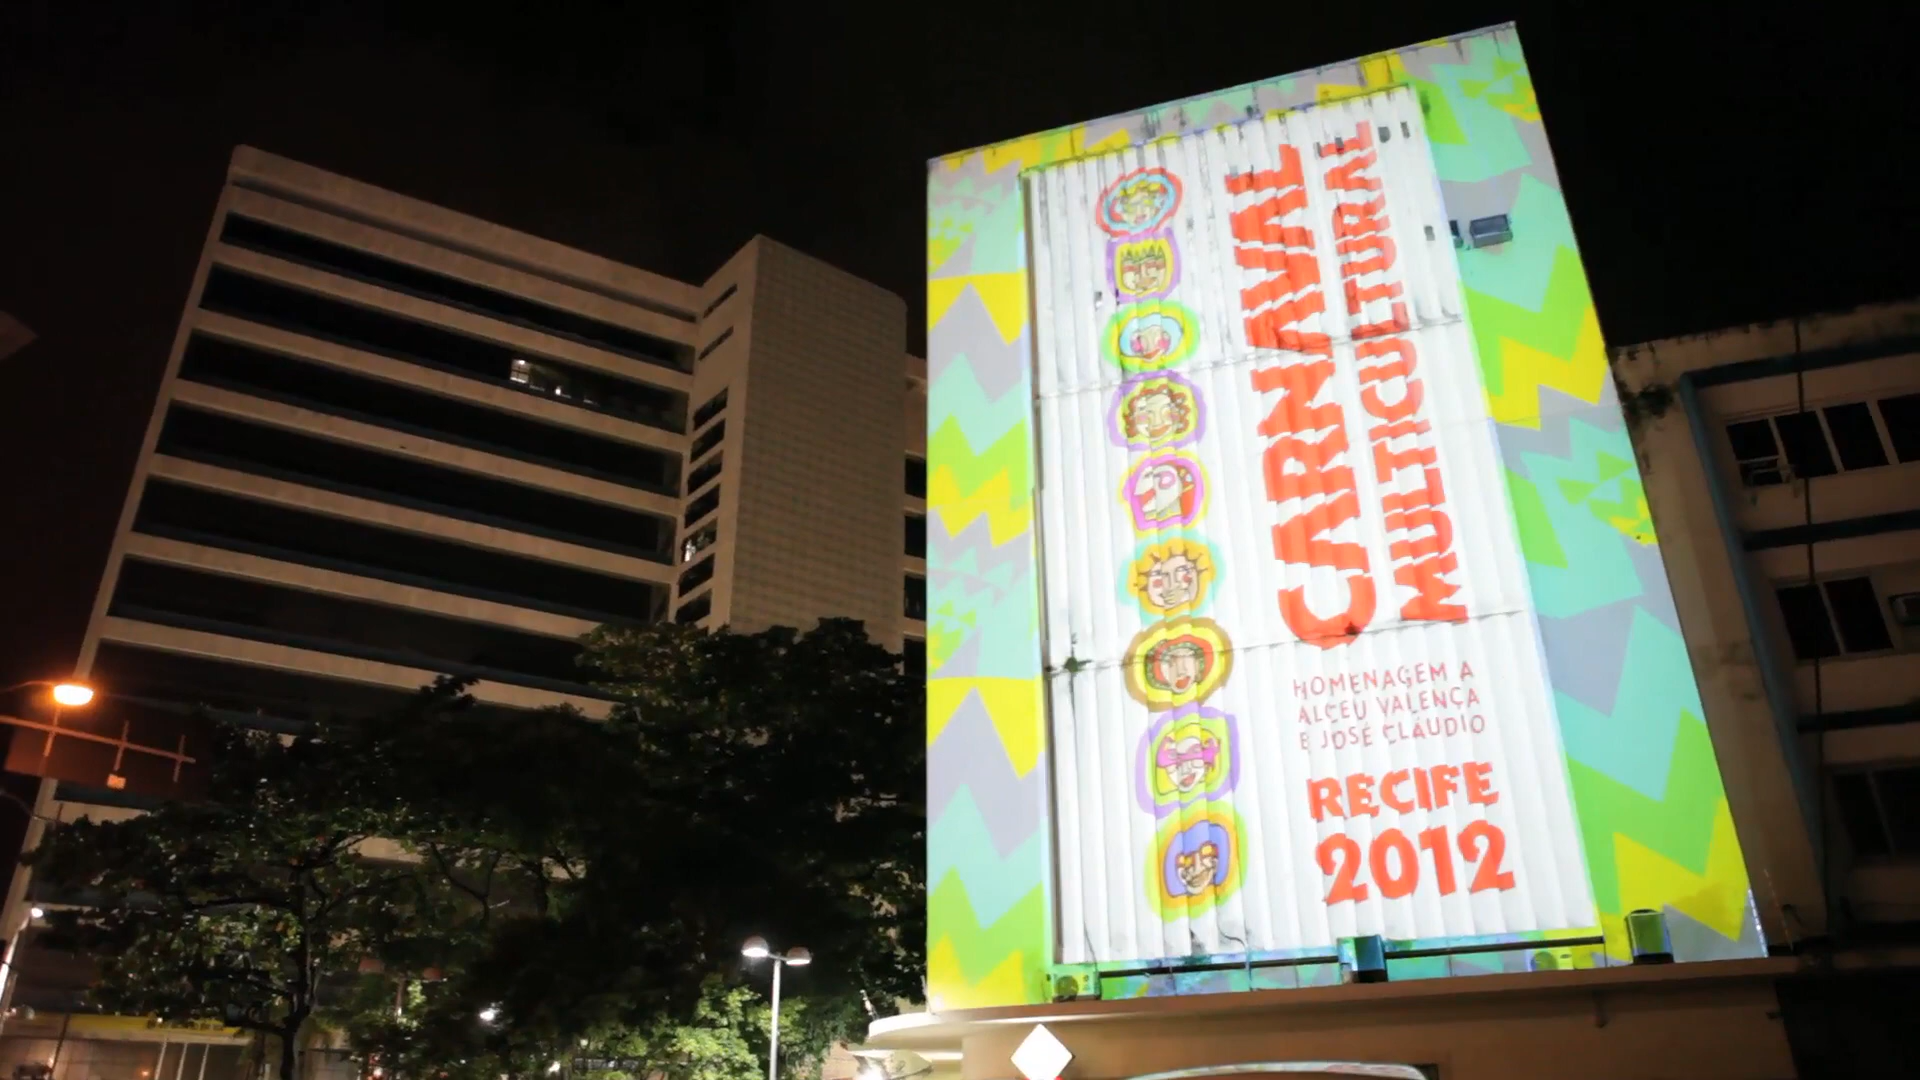 CARNAVAL
MULTICULTURAL
HOMENAGEM A
ALCEU VALENÇA
E JOSÉ CLÁUDIO
RECIFE
2012